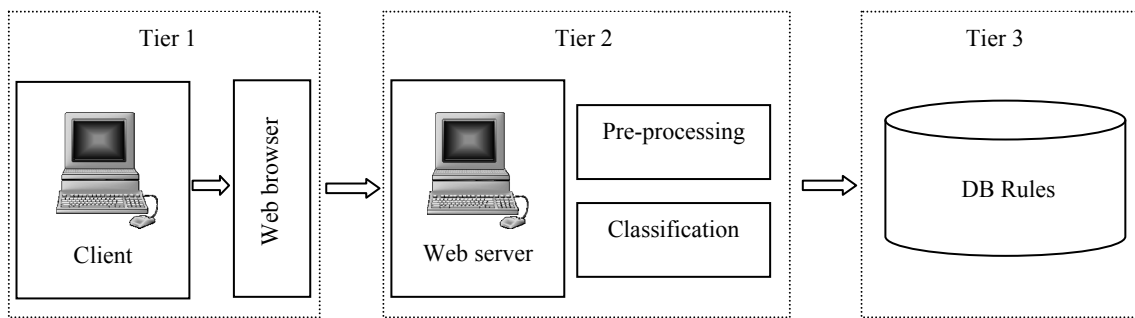 Tier 1
Client
Web browser
Tier 2
Web server
Pre-processing
Classification
Tier 3
DB Rules